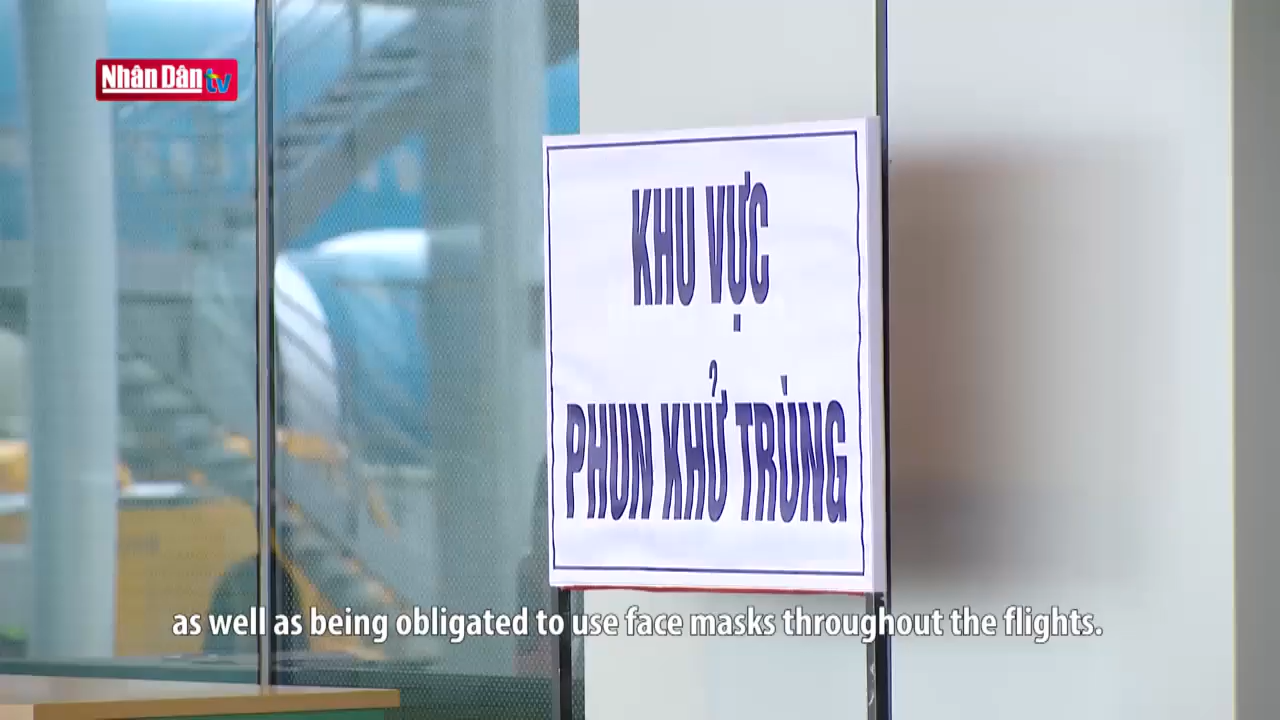 Nhân Dân tv
KHU VỰC
PHUN KHỬ TRÙNG
as well as being obligated to use face masks throughout the flights.